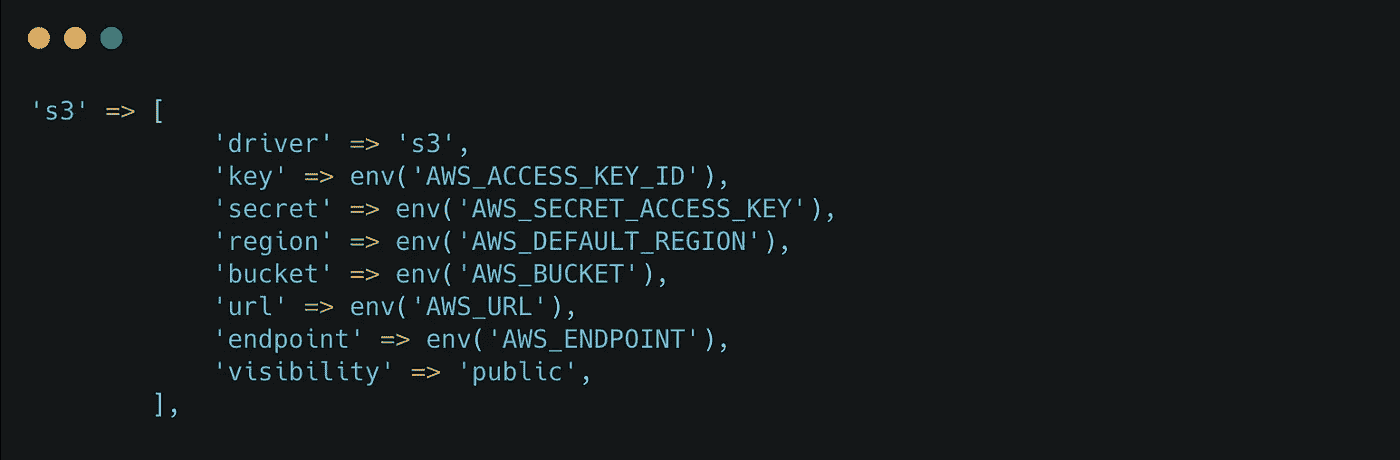 's3' => [
'driver' => 's3',
'key' => env('AWS_ACCESS_KEY_ID'),
'secret' => env('AWS_SECRET_ACCESS_KEY'),
'region' => env('AWS_DEFAULT_REGION'),
'bucket' => env('AWS_BUCKET'),
'url' => env('AWS_URL'),
'endpoint' => env('AWS_ENDPOINT'),
'visibility' => 'public',
],